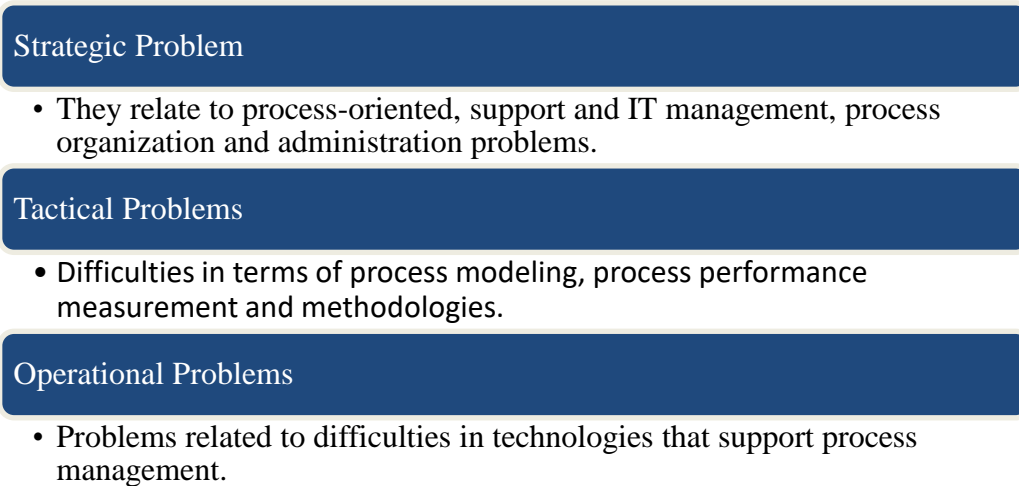 Strategic Problem
• They relate to process-oriented, support and IT management, process
organization and administration problems.
Tactical Problems
• Difficulties in terms of process modeling, process performance
measurement and methodologies.
Operational Problems
• Problems related to difficulties in technologies that support process
management.